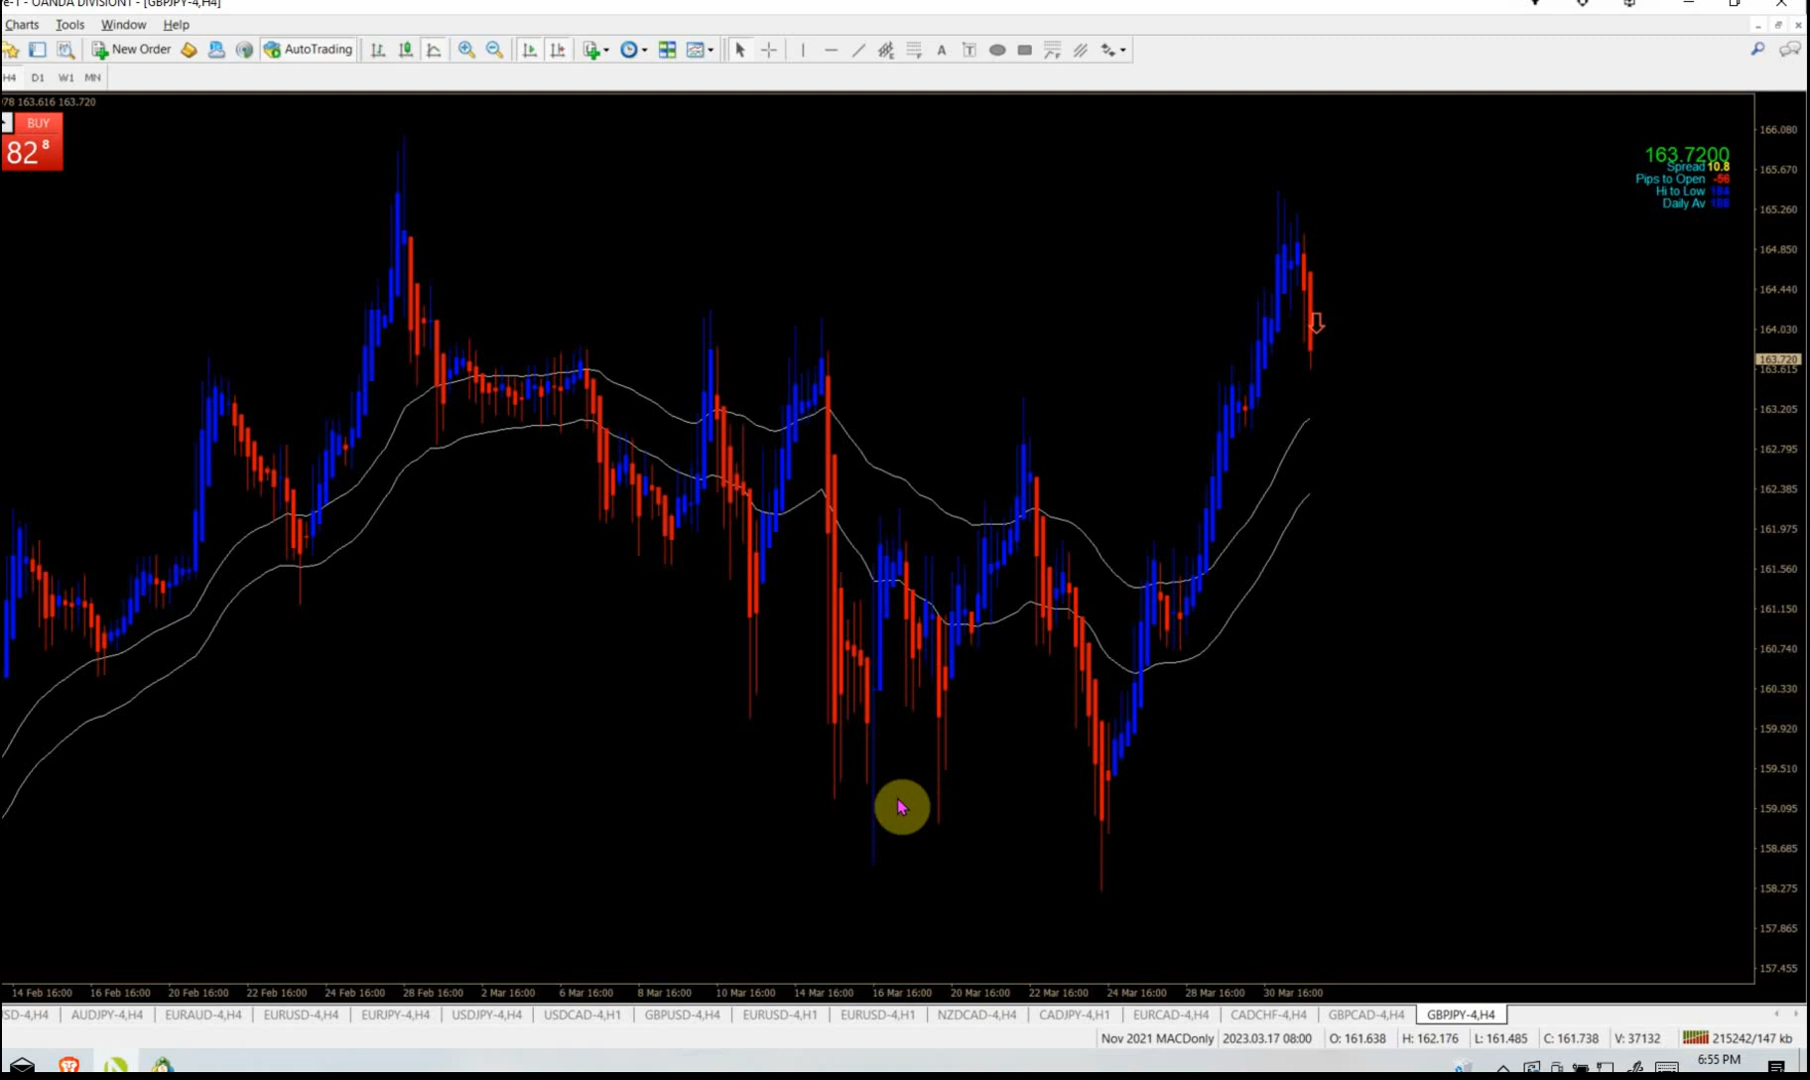 OANDA DIVISION1 - [GBPJPY-4,H4]
Charts Tools Window Help
New Order AutoTrading
H4 D1 W1 MN
163.616 163.720
BUY
82 8
163.7200
Spread 10.8
Pips to Open -56
Hi to Low 184
Daily Av 188
166.080
165.670
165.260
164.850
164.440
164.030
163.720
163.615
163.205
162.795
162.385
161.975
161.560
161.150
160.740
160.330
159.920
159.510
159.095
158.685
158.275
157.865
157.455
14 Feb 16:00 16 Feb 16:00 20 Feb 16:00 22 Feb 16:00 24 Feb 16:00 28 Feb 16:00 2 Mar 16:00 6 Mar 16:00 8 Mar 16:00 10 Mar 16:00 14 Mar 16:00 16 Mar 16:00 20 Mar 16:00 22 Mar 16:00 24 Mar 16:00 28 Mar 16:00 30 Mar 16:00
AUDJPY-4,H4 EURAUD-4,H4 EURUSD-4,H4 EURJPY-4,H4 USDJPY-4,H4 USDCAD-4,H1 GBPUSD-4,H4 EURUSD-4,H1 EURUSD-4,H1 NZDCAD-4,H4 CADJPY-4,H1 EURCAD-4,H4 CADCHF-4,H4 GBPCAD-4,H4 GBPJPY-4,H4
Nov 2021 MACDonly 2023.03.17 08:00 O: 161.638 H: 162.176 L: 161.485 C: 161.738 V: 37132 215242/147 kb
6:55 PM